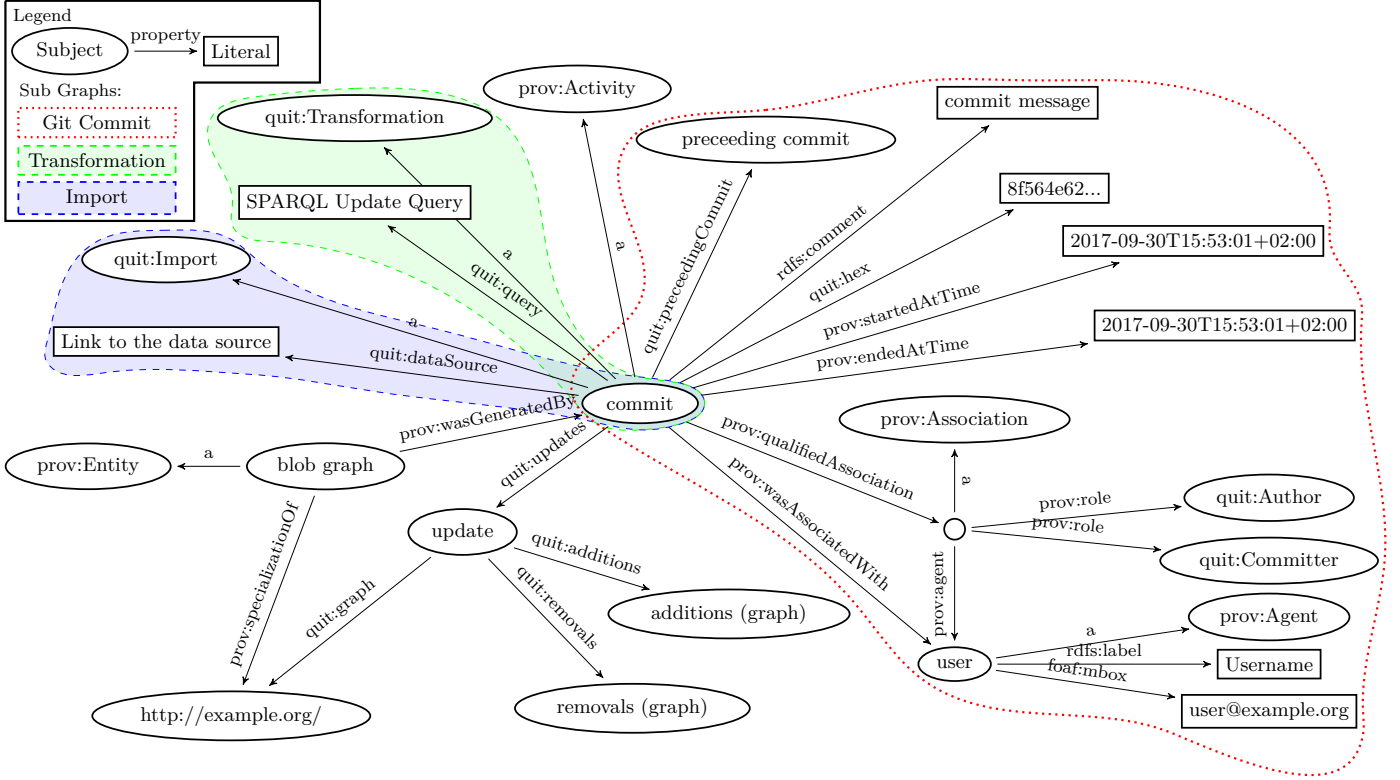 Legend
Subject
property
Literal
Sub Graphs:
Git Commit
Transformation
Import
prov:Activity
quit:Transformation
commit message
preceeding commit
SPARQL Update Query
8f564e62...
2017-09-30T15:53:01+02:00
quit:Import
2017-09-30T15:53:01+02:00
Link to the data source
a
quit:query
a
quit:preceedingCommit
rdfs:comment
quit:hex
prov:startedAtTime
prov:endedAtTime
a
quit:dataSource
commit
prov:wasGeneratedBy
prov:Association
prov:Entity
a
blob graph
quit:updates
prov:qualifiedAssociation
prov:wasAssociatedWith
a
prov:role
quit:Author
prov:role
quit:Committer
update
quit:additions
prov:specializationOf
quit:graph
quit:removals
additions (graph)
prov:agent
a
prov:Agent
user
rdfs:label
Username
foaf:mbox
user@example.org
http://example.org/
removals (graph)